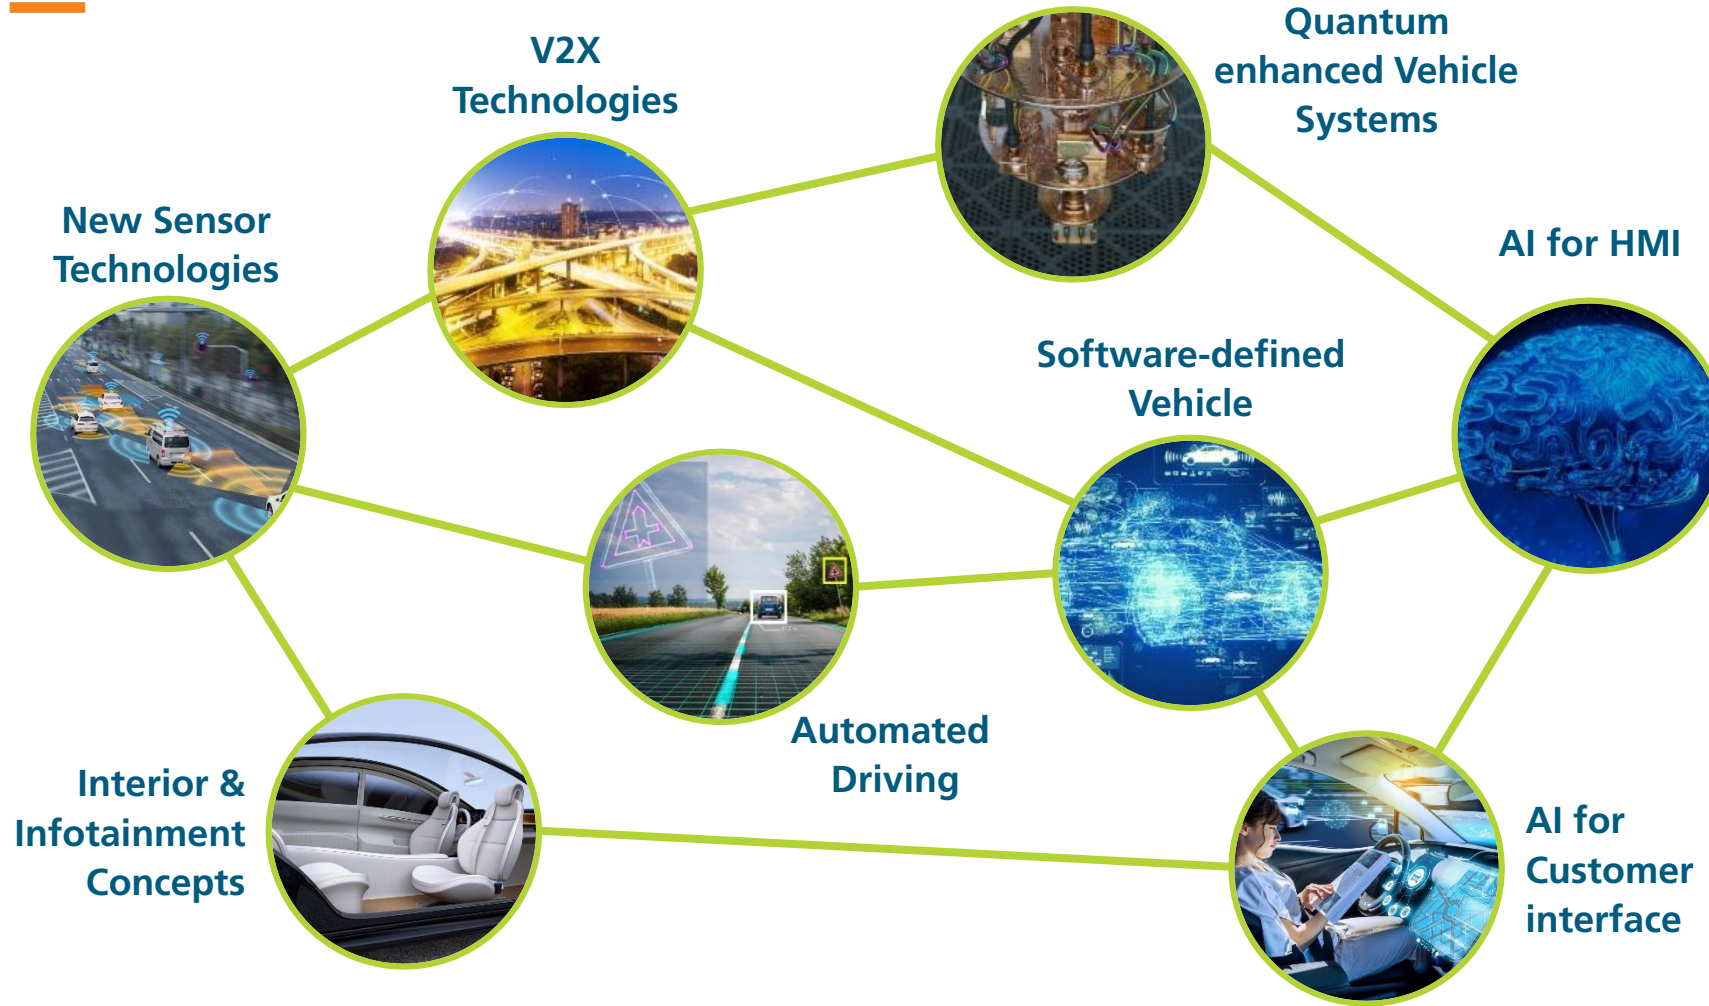 V2X
Technologies
Quantum
enhanced Vehicle
Systems
New Sensor
Technologies
AI for HMI
Software-defined
Vehicle
Automated
Driving
Interior &
Infotainment
Concepts
AI for
Customer
interface